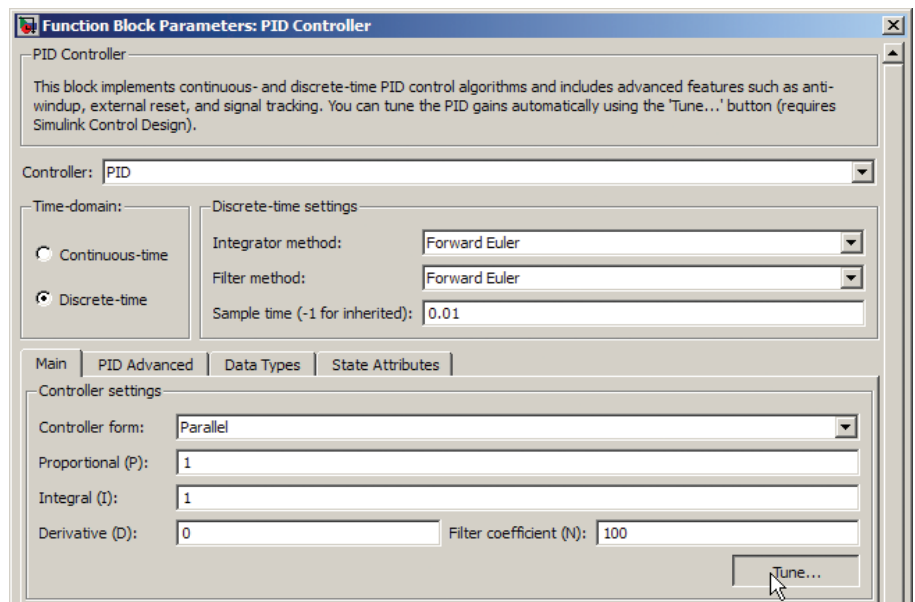 Function Block Parameters: PID Controller
PID Controller
This block implements continuous- and discrete-time PID control algorithms and includes advanced features such as anti-
windup, external reset, and signal tracking. You can tune the PID gains automatically using the 'Tune...' button (requires
Simulink Control Design).
Controller: PID
Time-domain:
Continuous-time
Discrete-time
Discrete-time settings
Integrator method: Forward Euler
Filter method: Forward Euler
Sample time (-1 for inherited): 0.01
Main PID Advanced Data Types State Attributes
Controller settings
Controller form: Parallel
Proportional (P): 1
Integral (I): 1
Derivative (D): 0 Filter coefficient (N): 100
Tune...